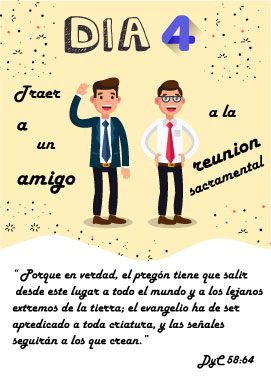 DIA 4
Traer
a
un
amigo
a la
reunion
sacramental
“Porque en verdad, el pregón tiene que salir
desde este lugar a todo el mundo y a los lejanos
extremos de la tierra; el evangelio ha de ser
apredicado a toda criatura, y las señales
seguirán a los que crean.”
DyC 58:64